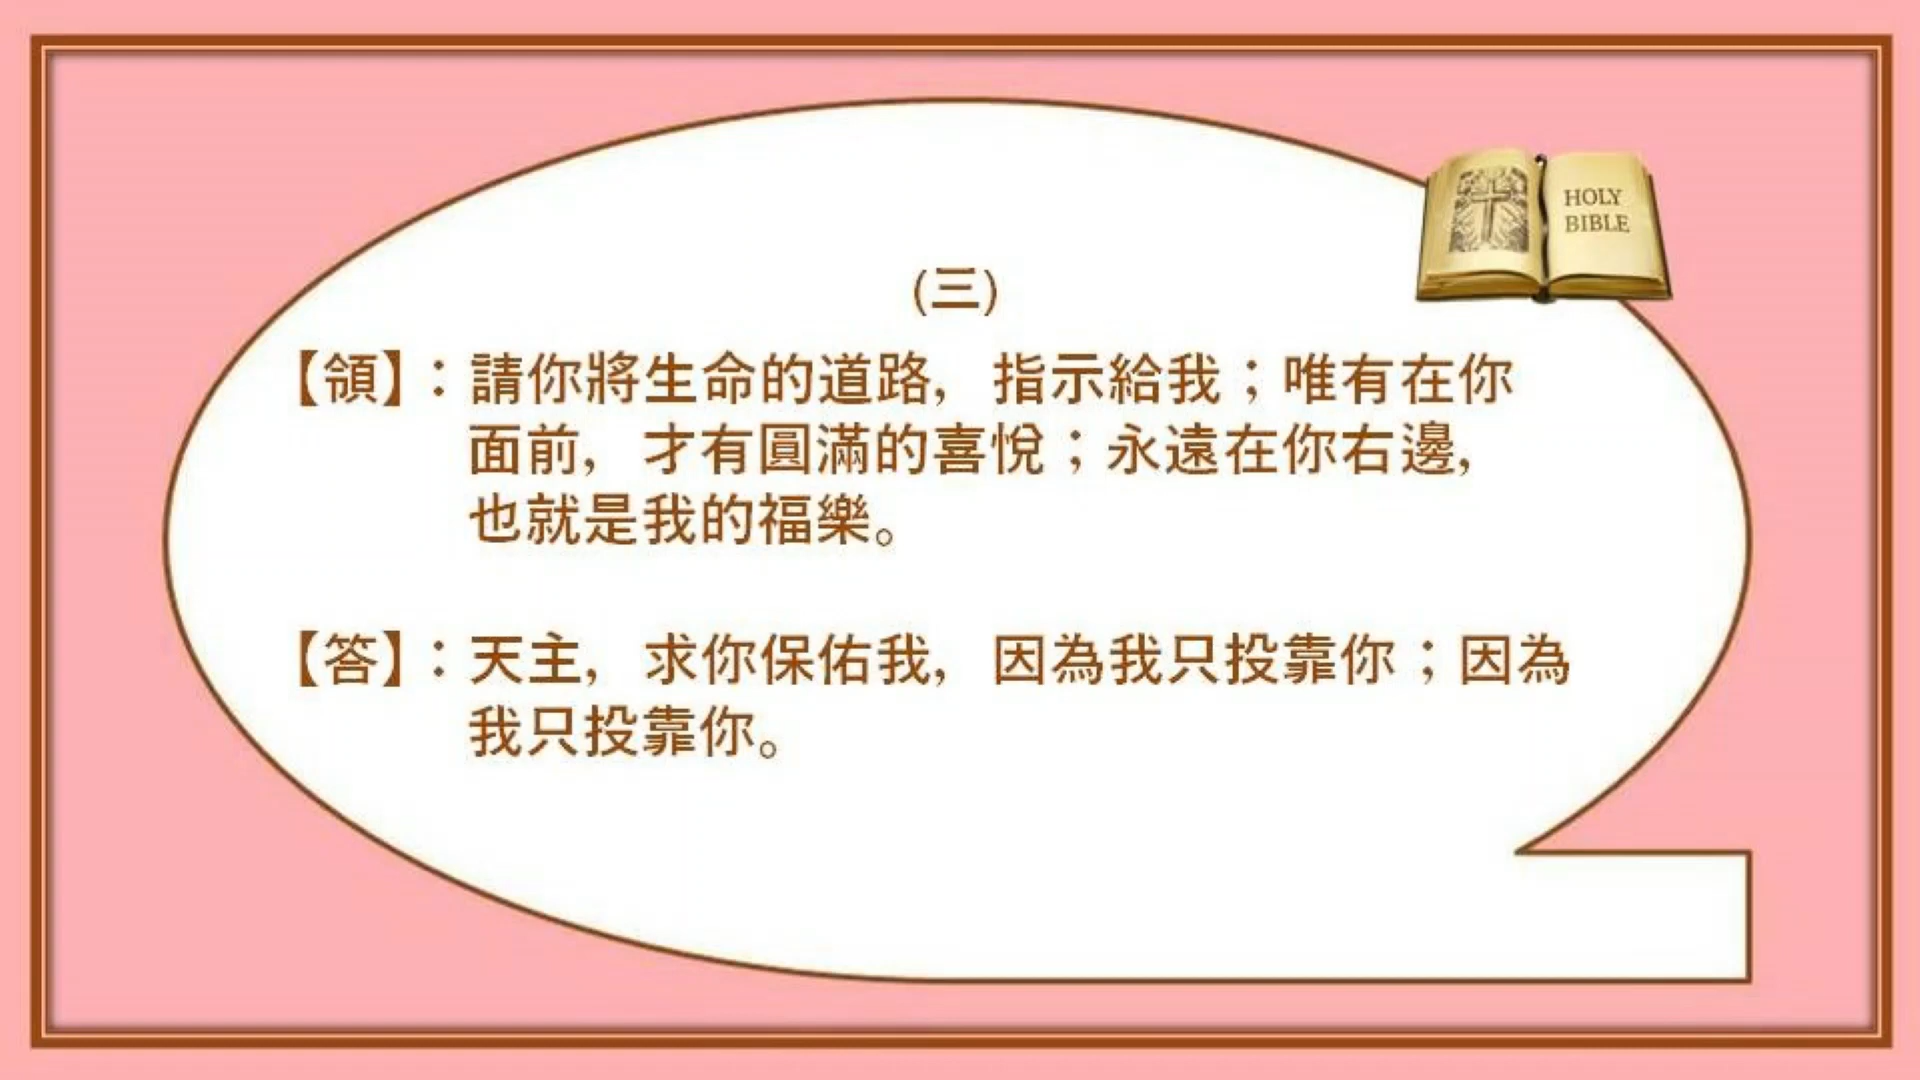 HOLY
BIBLE
(三)
【領】：請你將生命的道路，指示給我；唯有在你
面前，才有圓滿的喜悅；永遠在你右邊，
也就是我的福樂。
【答】：天主，求你保佑我，因為我只投靠你；因為
我只投靠你。